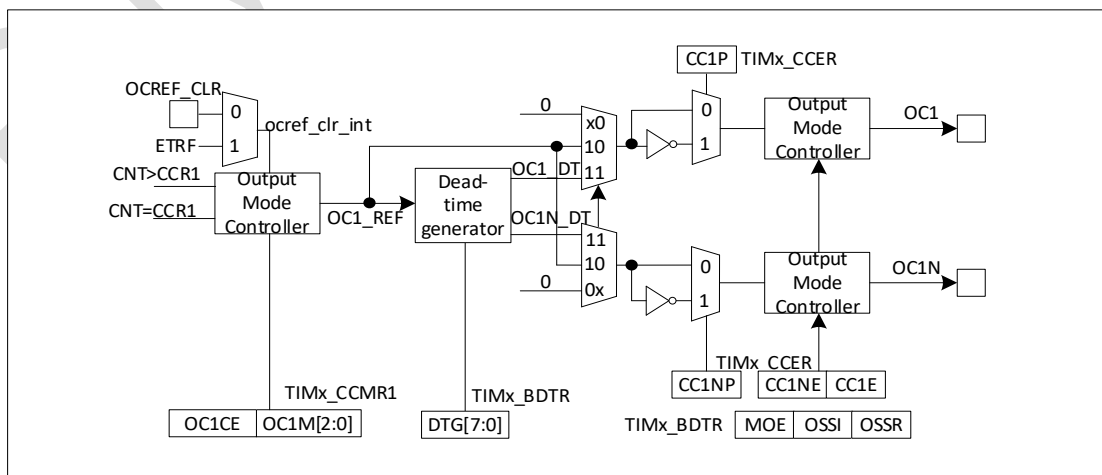 CC1P TIMx_CCER
OCREF_CLR
0
ocref_clr_int
ETRF
1
CNT>CCR1
CNT=CCR1
Output
Mode
Controller
OC1_REF
Dead-
time
generator
OC1_DT
OC1N_DT
0
x0
10
11
11
10
0x
0
0
1
Output
Mode
Controller
OC1
0
1
Output
Mode
Controller
OC1N
TIMx_CCER
CC1NP CC1NE CC1E
TIMx_CCMR1
OC1CE OC1M[2:0]
TIMx_BDTR
DTG[7:0]
TIMx_BDTR MOE OSSI OSSR